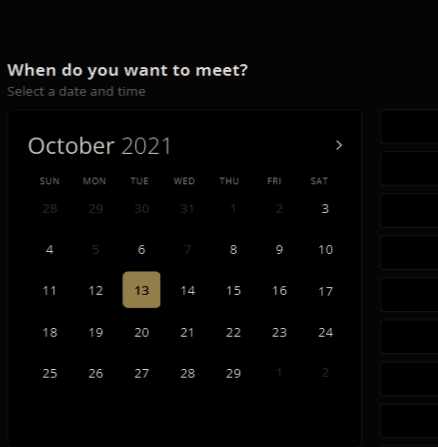 When do you want to meet?
Select a date and time
October 2021 >
SUN MON TUE WED THU FRI SAT
28 29 30 31 1 2 3
4 5 6 7 8 9 10
11 12 13 14 15 16 17
18 19 20 21 22 23 24
25 26 27 28 29 1 2